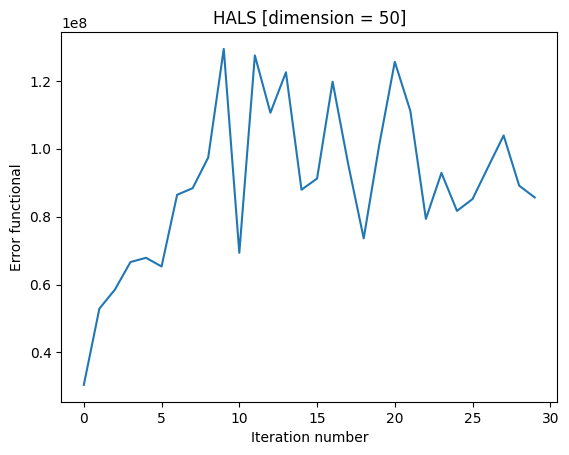 HALS [dimension = 50]
1e8
1.2
1.0
0.8
0.6
0.4
Error functional
0 5 10 15 20 25 30
Iteration number